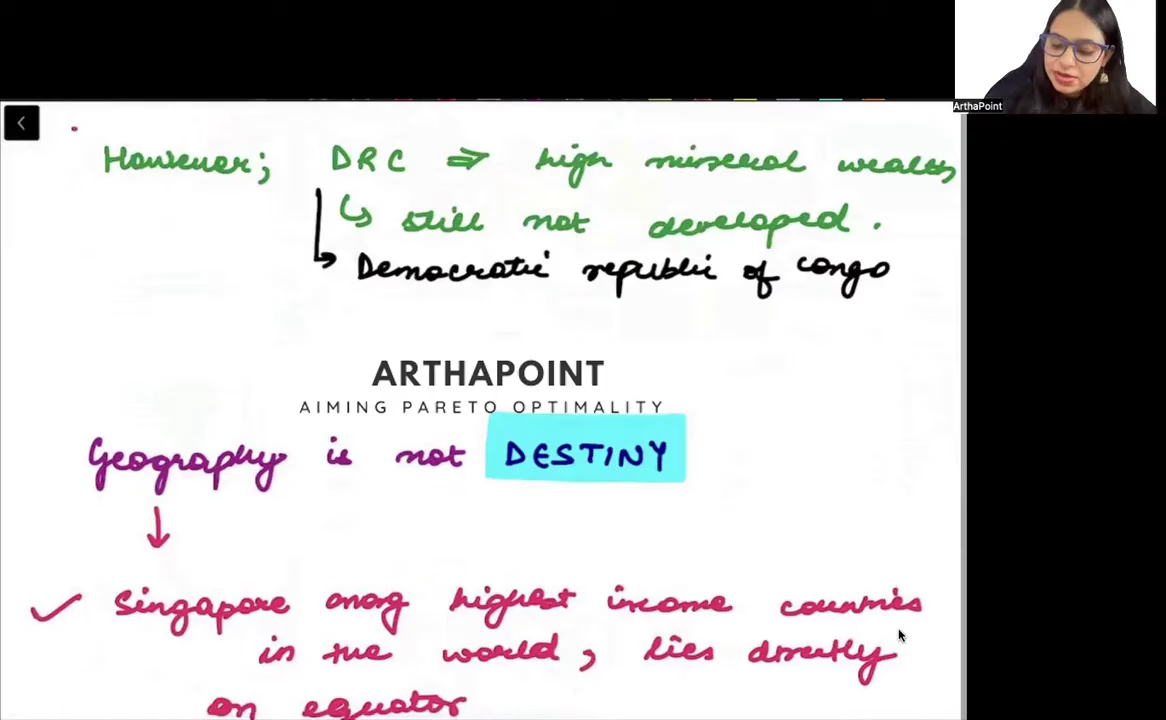 ArthaPoint
However; DRC ⇒ high mineral wealth
↳ still not developed.
↳ Democratic republic of congo
ARTHAPOINT
AIMING PARETO OPTIMALITY
Geography is not DESTINY
↓
✓ Singapore among highest income countries
in the world, lies directly
on equator